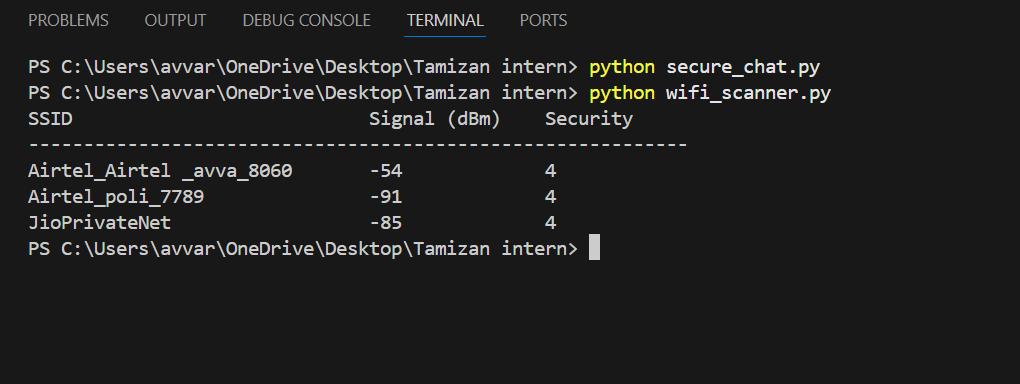 PROBLEMS OUTPUT DEBUG CONSOLE TERMINAL PORTS
PS C:\Users\avvar\OneDrive\Desktop\Tamizan intern> python secure_chat.py
PS C:\Users\avvar\OneDrive\Desktop\Tamizan intern> python wifi_scanner.py
SSID                           Signal (dBm)    Security
------------------------------------------------------------
Airtel_Airtel _avva_8060       -54             4
Airtel_poli_7789               -91             4
JioPrivateNet                  -85             4
PS C:\Users\avvar\OneDrive\Desktop\Tamizan intern>